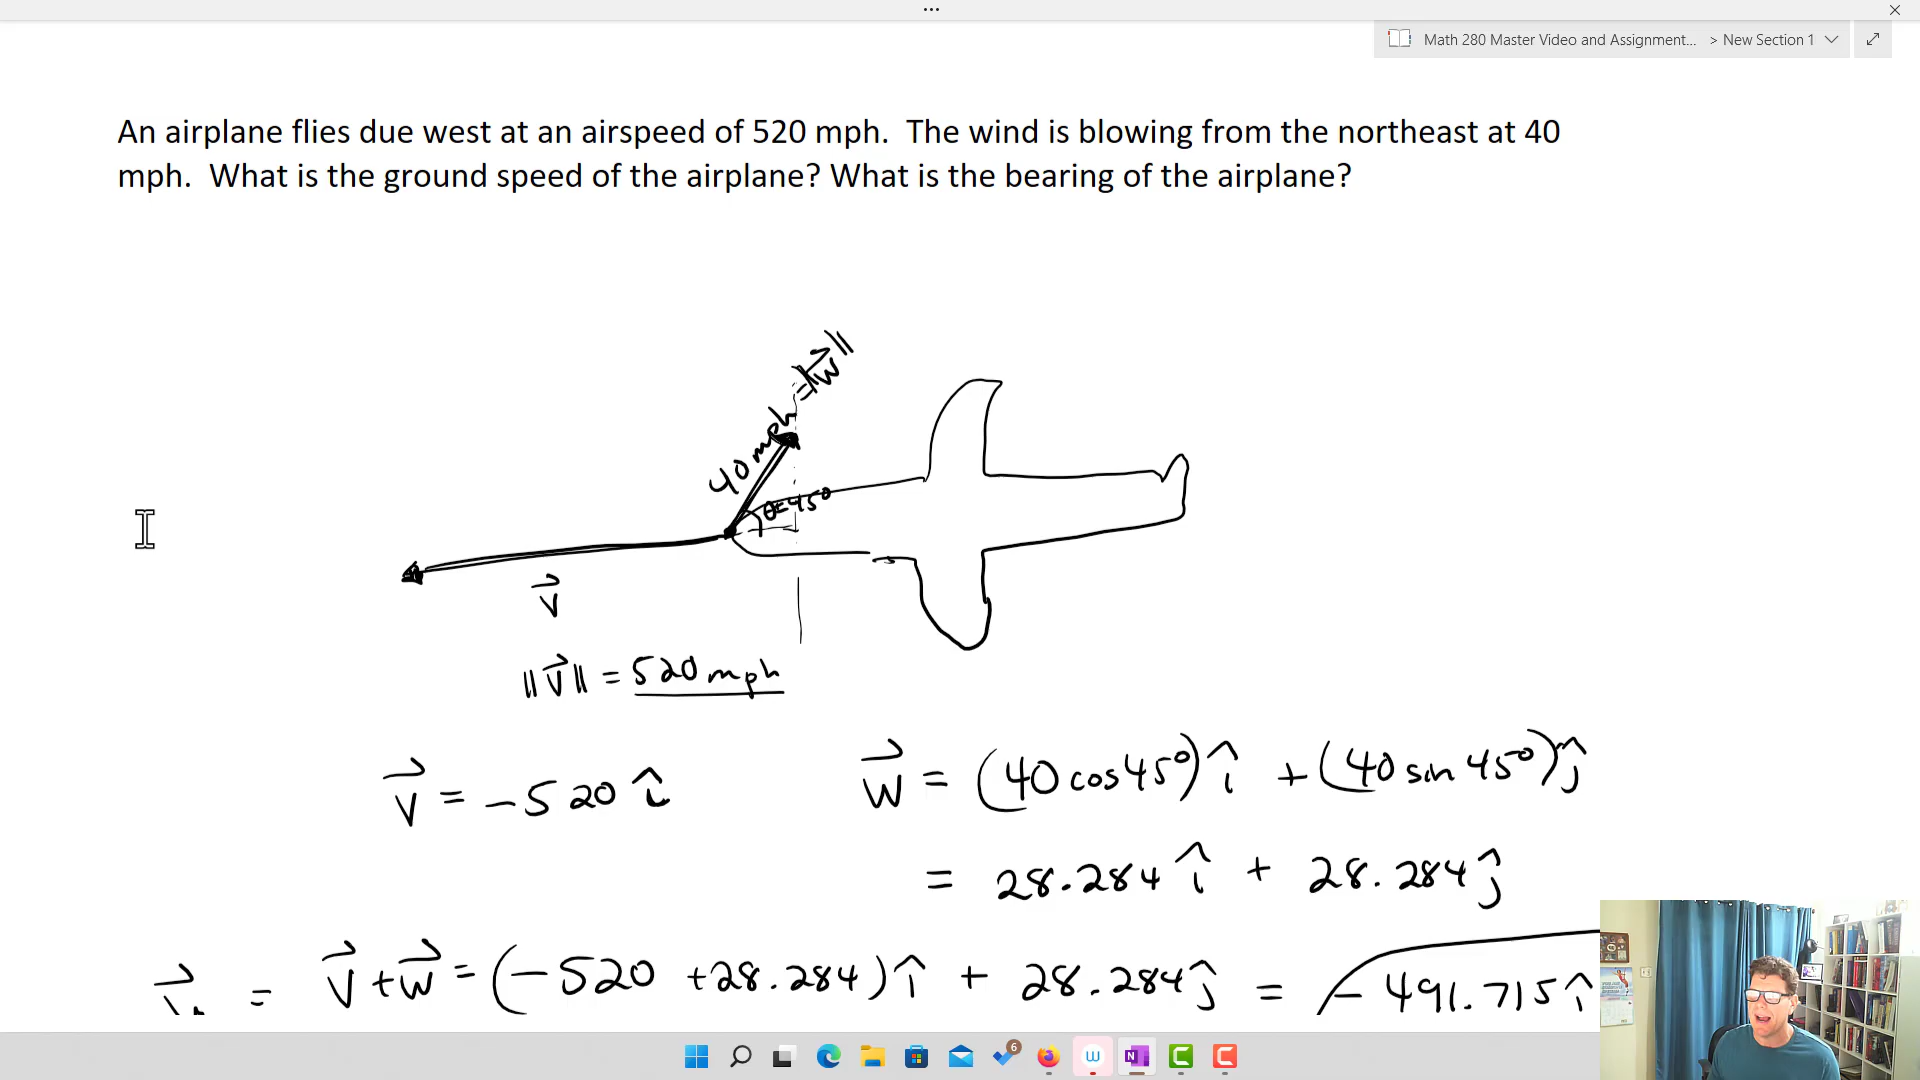 Math 280 Master Video and Assignment... > New Section 1
An airplane flies due west at an airspeed of 520 mph. The wind is blowing from the northeast at 40
mph. What is the ground speed of the airplane? What is the bearing of the airplane?
40 mph = ‖w⃗‖
θ=45°
v⃗
‖v⃗‖ = 520 mph
v⃗ = -520 î
w⃗ = (40 cos 45°) î + (40 sin 45°) ĵ
= 28.284 î + 28.284 ĵ
= v⃗ + w⃗ = (-520 + 28.284) î + 28.284 ĵ = -491.715 î
6